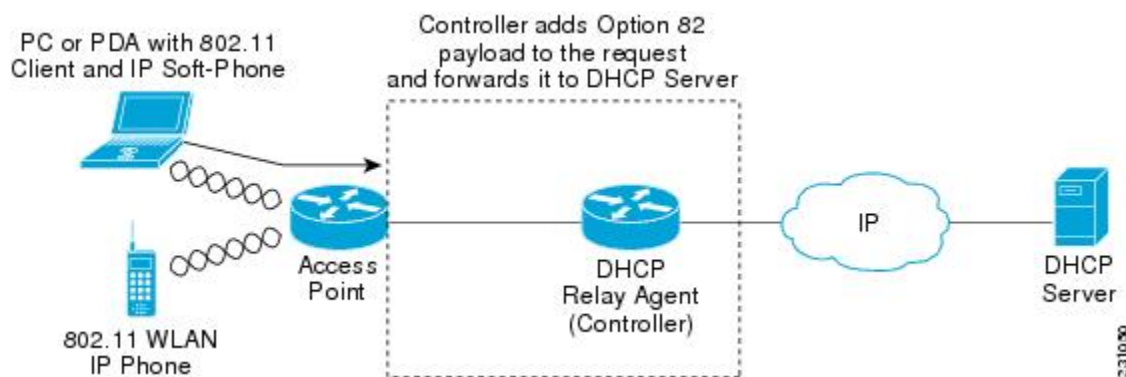 Controller adds Option 82
payload to the request
and forwards it to DHCP Server
PC or PDA with 802.11
Client and IP Soft-Phone
Access
Point
802.11 WLAN
IP Phone
DHCP
Relay Agent
(Controller)
IP
DHCP
Server
231050